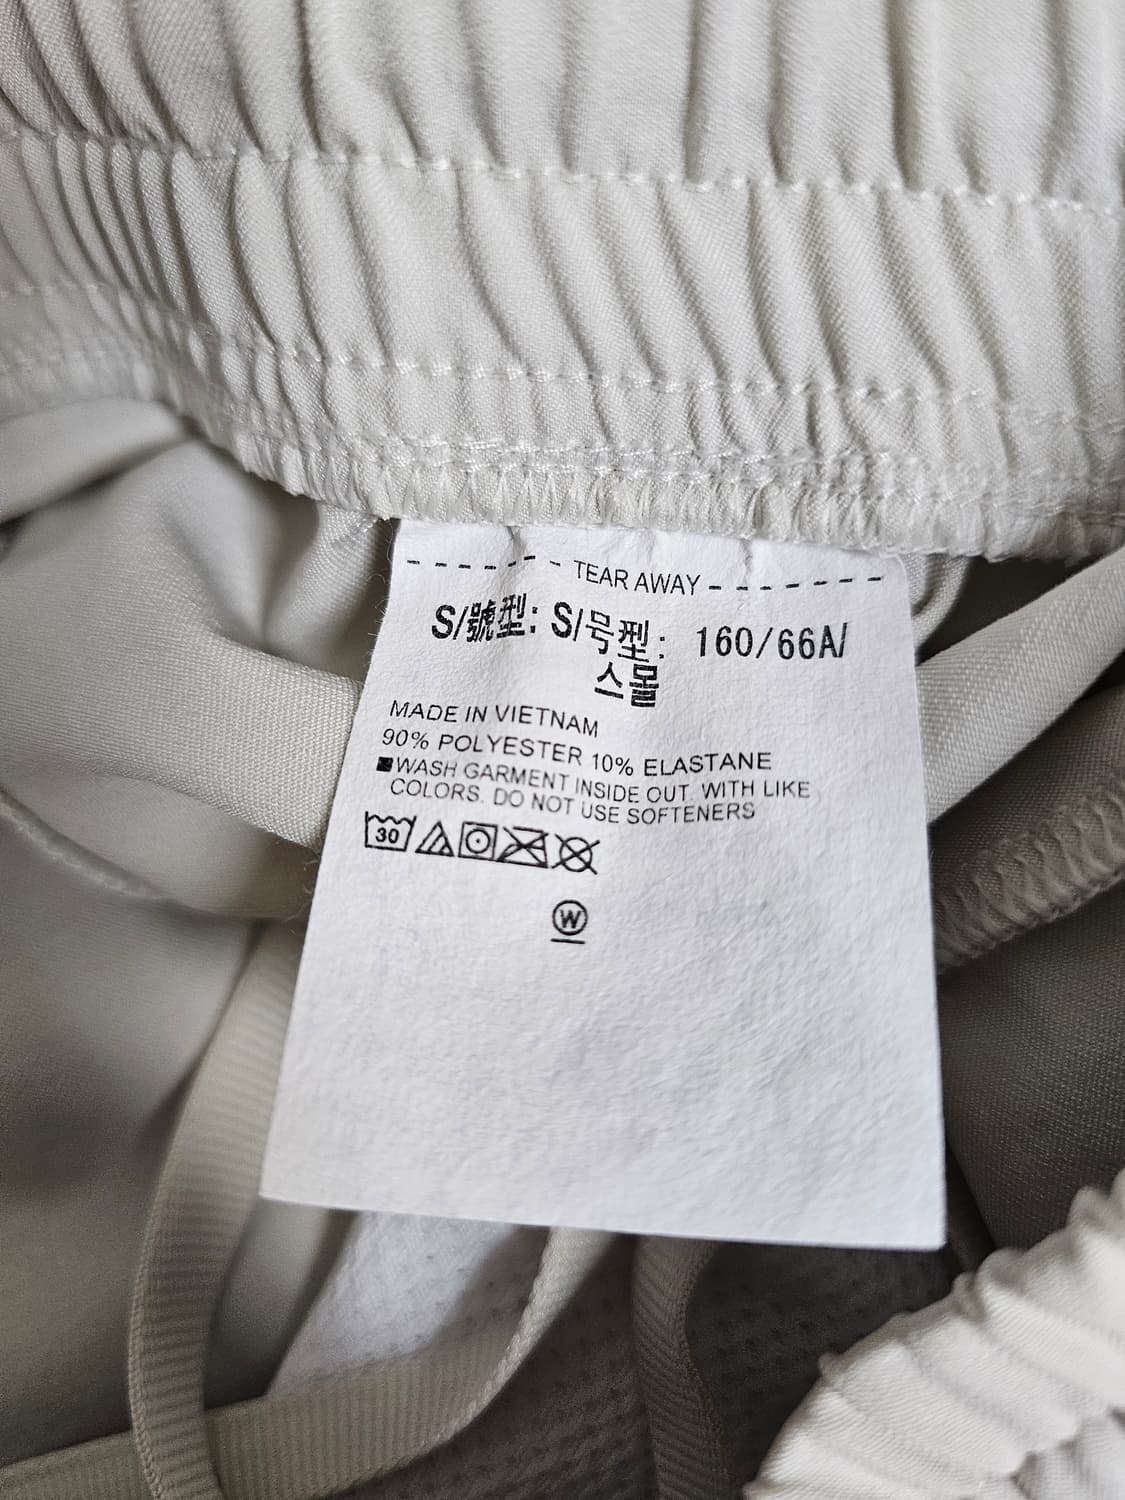 TEAR AWAY
S/號型: S/号型: 160/66A/
스몰
MADE IN VIETNAM
90% POLYESTER 10% ELASTANE
■WASH GARMENT INSIDE OUT. WITH LIKE
COLORS. DO NOT USE SOFTENERS
30
W